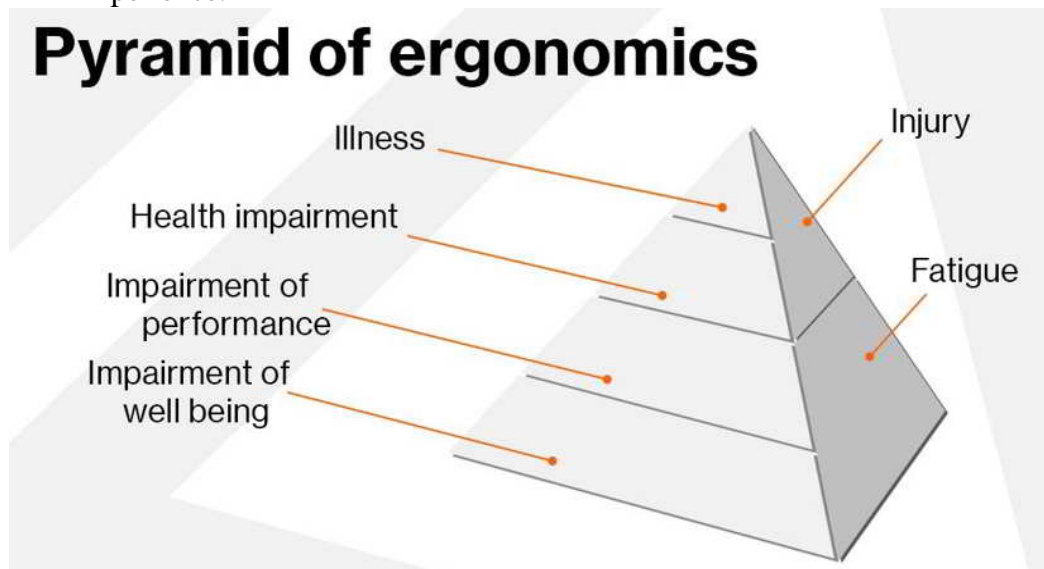 Pyramid of ergonomics
Illness
Injury
Health impairment
Fatigue
Impairment of
performance
Impairment of
well being